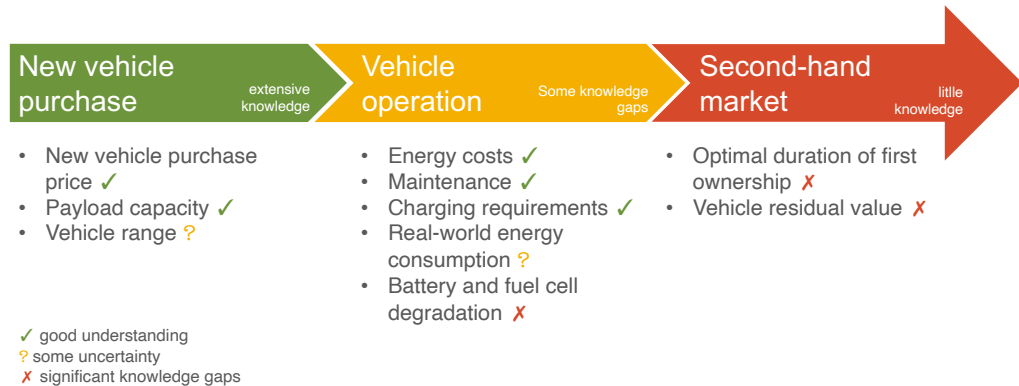 New vehicle
purchase
extensive
knowledge
Vehicle
operation
Some knowledge
gaps
Second-hand
market
litlle
knowledge
• New vehicle purchase
price ✓
• Payload capacity ✓
• Vehicle range ?
• Energy costs ✓
• Maintenance ✓
• Charging requirements ✓
• Real-world energy
consumption ?
• Battery and fuel cell
degradation ✗
• Optimal duration of first
ownership ✗
• Vehicle residual value ✗
✓ good understanding
? some uncertainty
✗ significant knowledge gaps